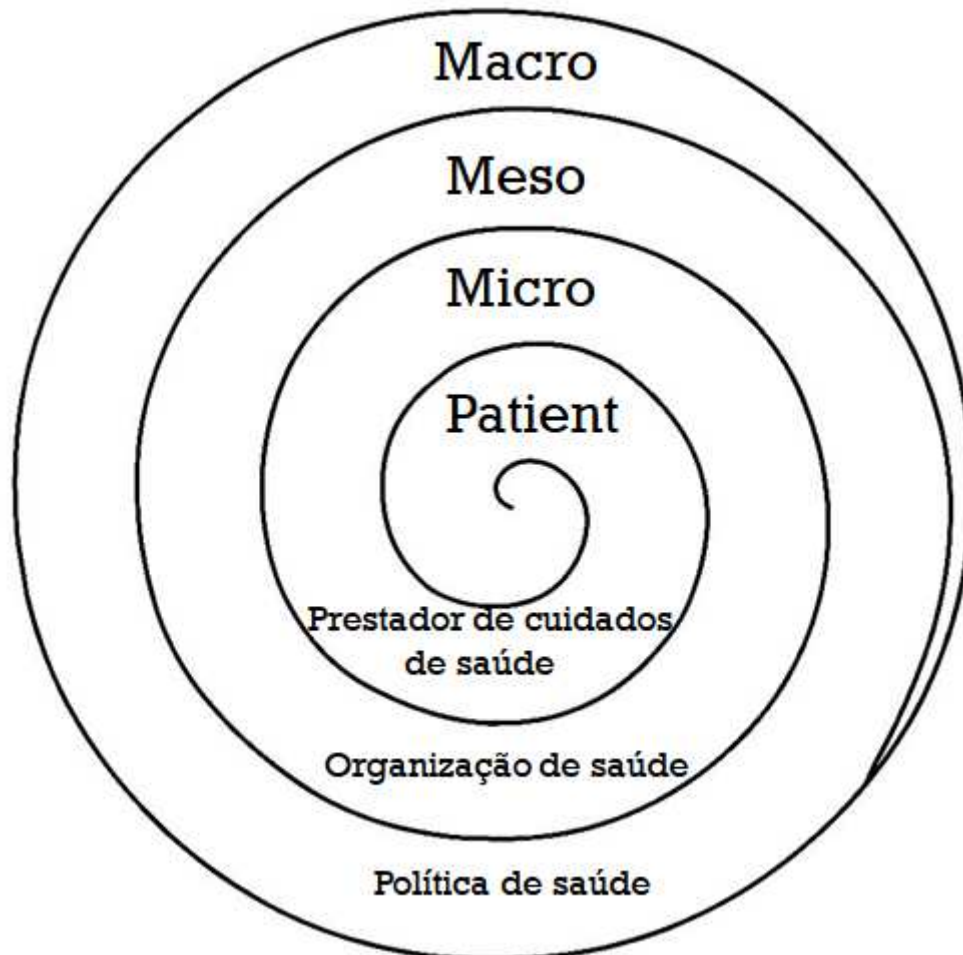 Macro
Meso
Micro
Patient
Prestador de cuidados
de saúde
Organização de saúde
Política de saúde